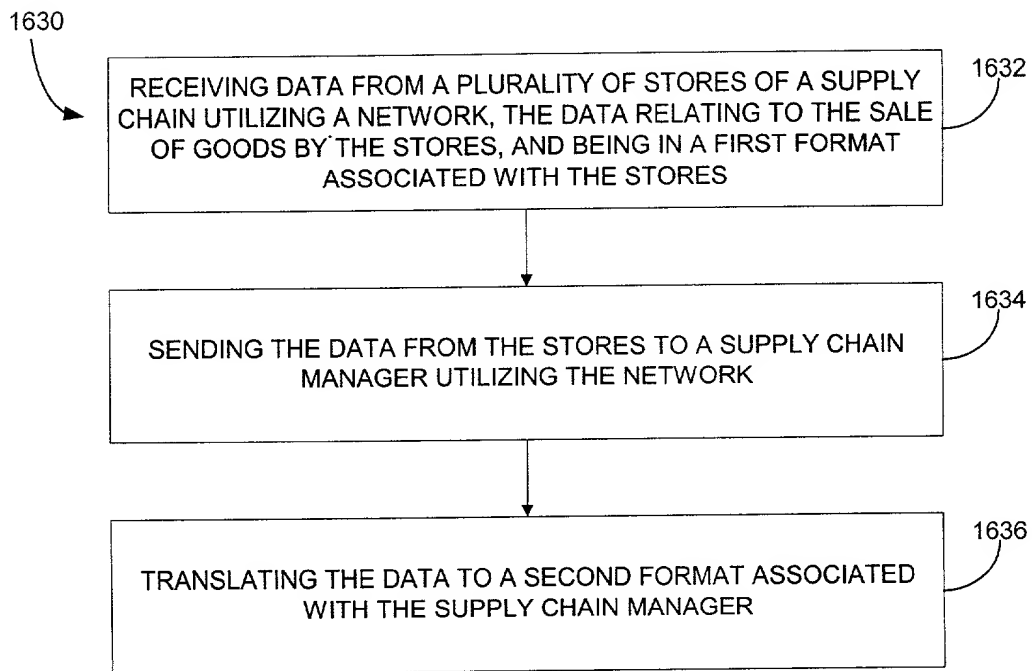 1630
RECEIVING DATA FROM A PLURALITY OF STORES OF A SUPPLY
CHAIN UTILIZING A NETWORK, THE DATA RELATING TO THE SALE
OF GOODS BY THE STORES, AND BEING IN A FIRST FORMAT
ASSOCIATED WITH THE STORES
1632
SENDING THE DATA FROM THE STORES TO A SUPPLY CHAIN
MANAGER UTILIZING THE NETWORK
1634
TRANSLATING THE DATA TO A SECOND FORMAT ASSOCIATED
WITH THE SUPPLY CHAIN MANAGER
1636